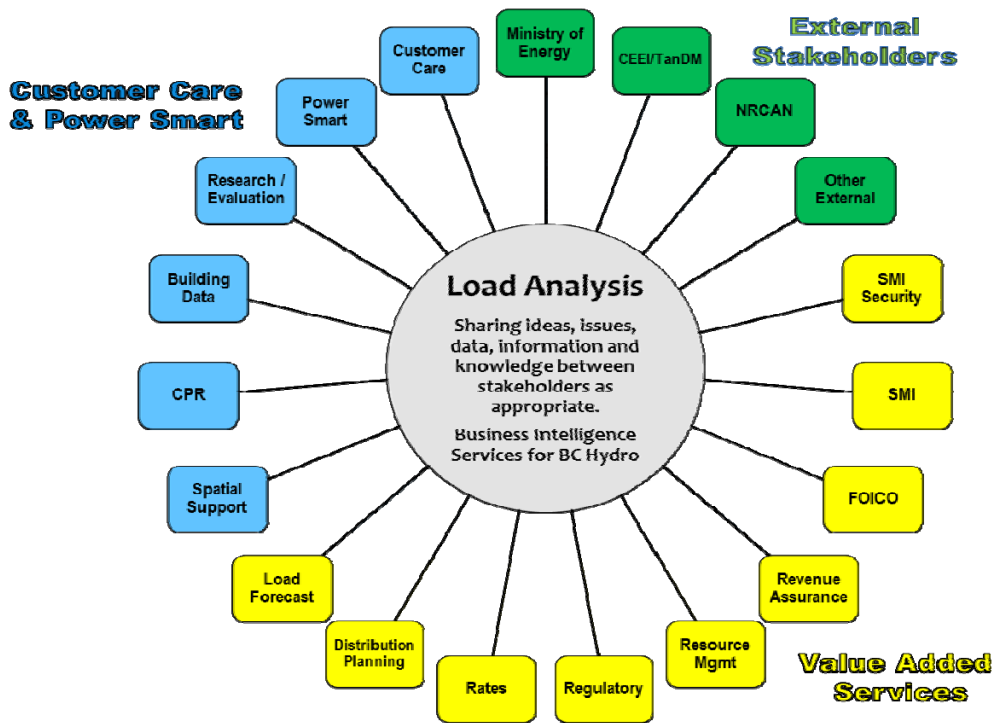 External
Stakeholders
Customer Care
& Power Smart
Ministry of
Energy
CEEI/TanDM
NRCAN
Other
External
SMI
Security
SMI
FOICO
Revenue
Assurance
Resource
Mgmt
Regulatory
Rates
Distribution
Planning
Load
Forecast
Spatial
Support
CPR
Building
Data
Research /
Evaluation
Power
Smart
Customer
Care
Load Analysis
Sharing ideas, issues,
data, information and
knowledge between
stakeholders as
appropriate.
Business Intelligence
Services for BC Hydro
Value Added
Services